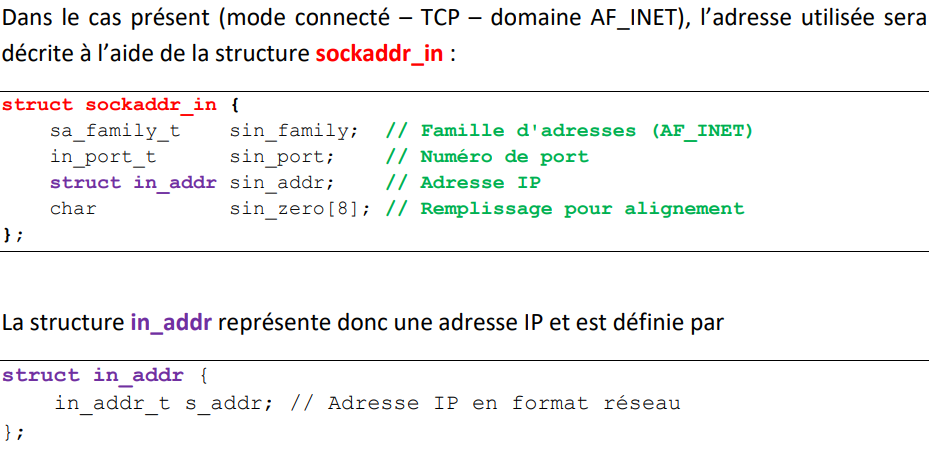 Dans le cas présent (mode connecté – TCP – domaine AF_INET), l’adresse utilisée sera
décrite à l’aide de la structure sockaddr_in :
struct sockaddr_in {
    sa_family_t    sin_family;  // Famille d'adresses (AF_INET)
    in_port_t      sin_port;    // Numéro de port
    struct in_addr sin_addr;    // Adresse IP
    char           sin_zero[8]; // Remplissage pour alignement
};
La structure in_addr représente donc une adresse IP et est définie par
struct in_addr {
    in_addr_t s_addr; // Adresse IP en format réseau
};